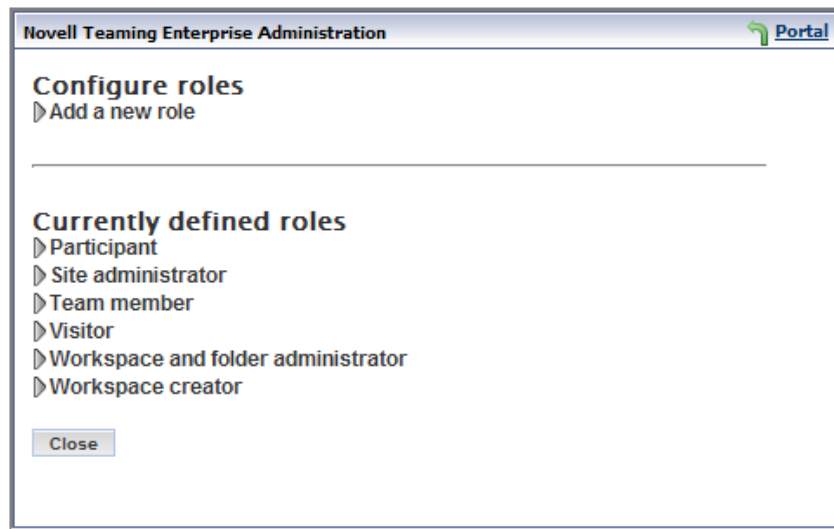 Novell Teaming Enterprise Administration
Portal
Configure roles
Add a new role
Currently defined roles
Participant
Site administrator
Team member
Visitor
Workspace and folder administrator
Workspace creator
Close